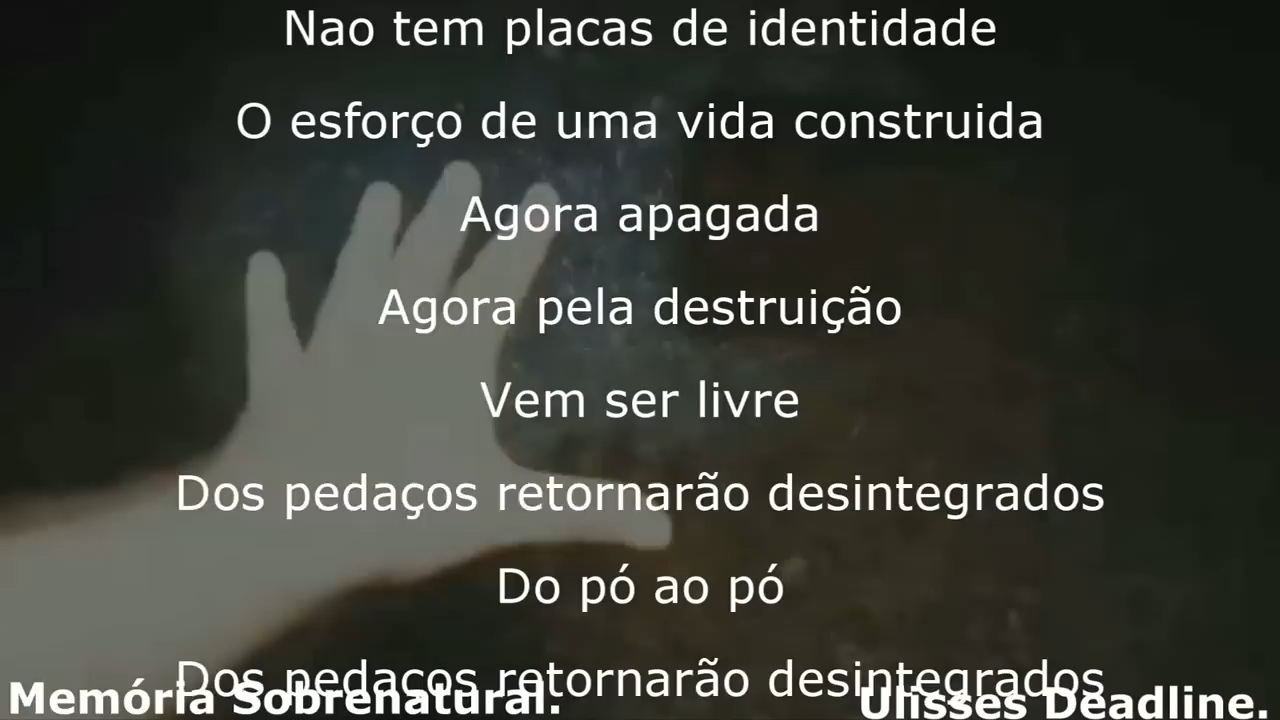 Nao tem placas de identidade
O esforço de uma vida construida
Agora apagada
Agora pela destruição
Vem ser livre
Dos pedaços retornarão desintegrados
Do pó ao pó
Dos pedaços retornarão desintegrados
Memória Sobrenatural.
Ulisses Deadline.